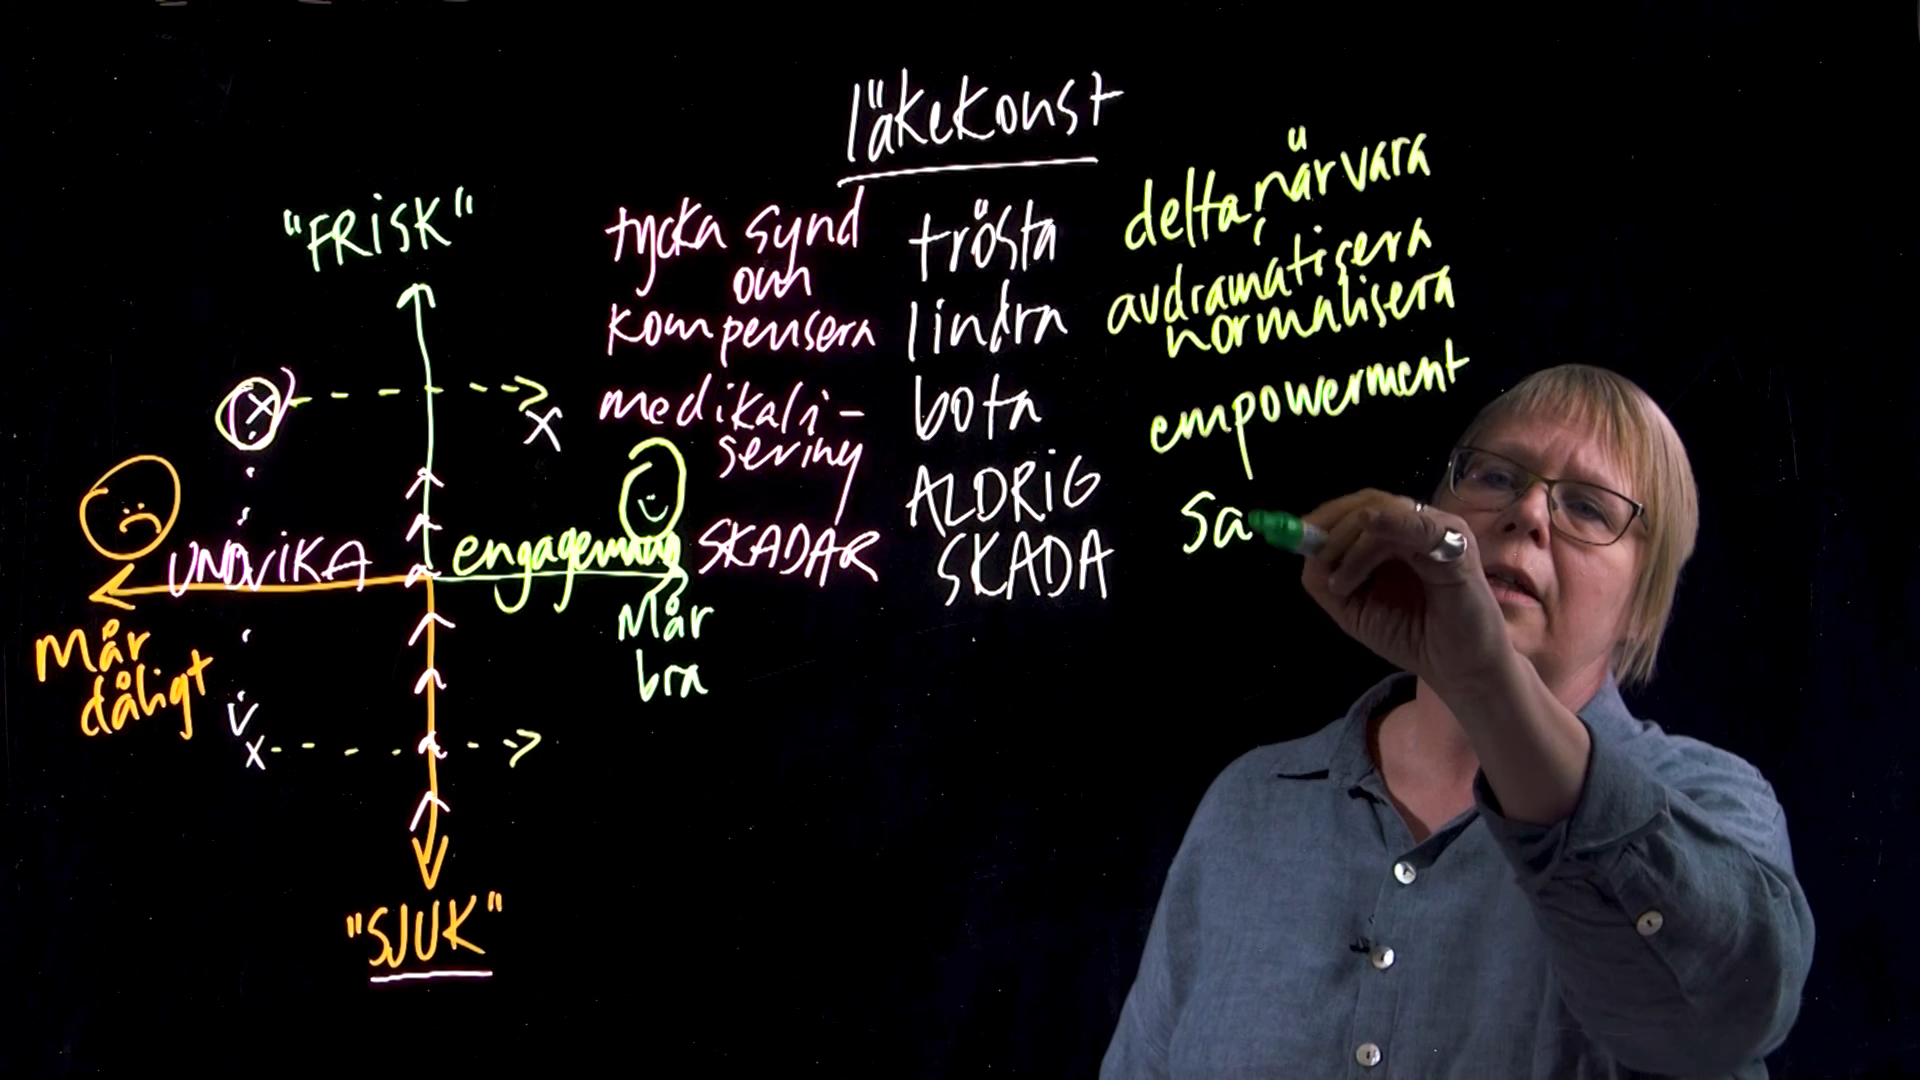 läkekonst
"FRISK"
UNDVIKA
engagemang
Mår
dåligt
Mår
bra
"SJUK"
tycka synd
om
kompensera
medikali-
sering
SKADAR
trösta
lindra
bota
ALDRIG
SKADA
delta, närvara
avdramatisera
normalisera
empowerment
Sa